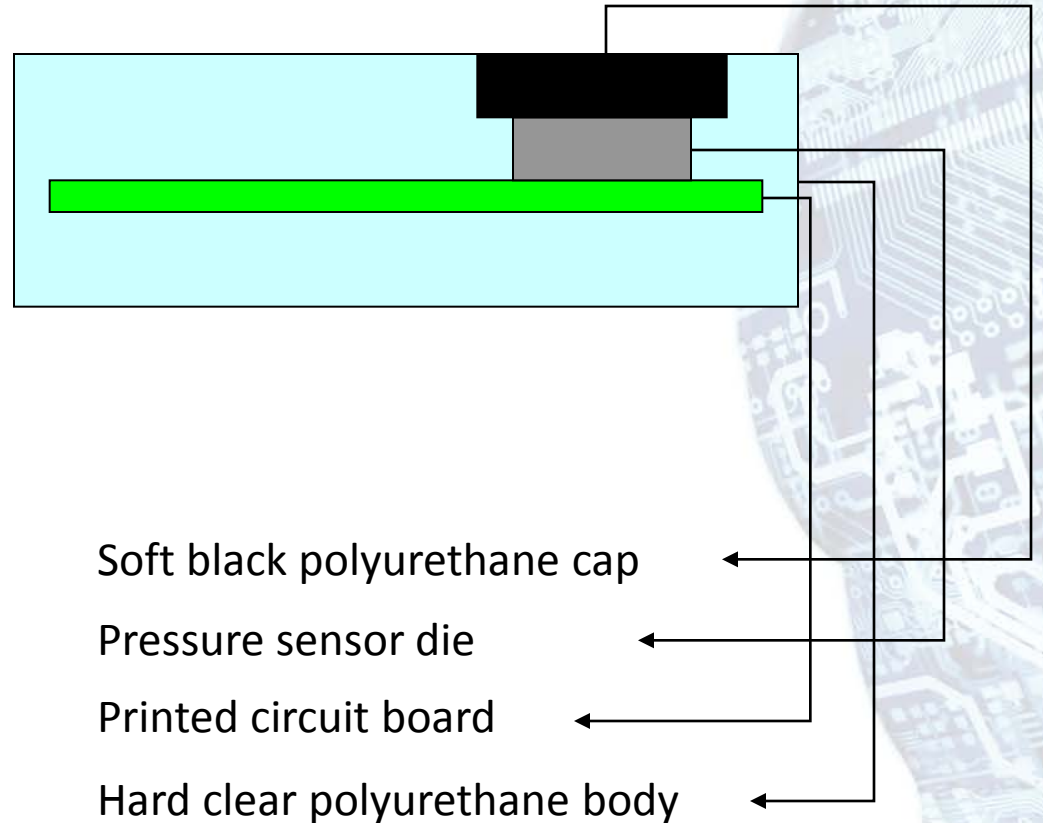 Soft black polyurethane cap
Pressure sensor die
Printed circuit board
Hard clear polyurethane body